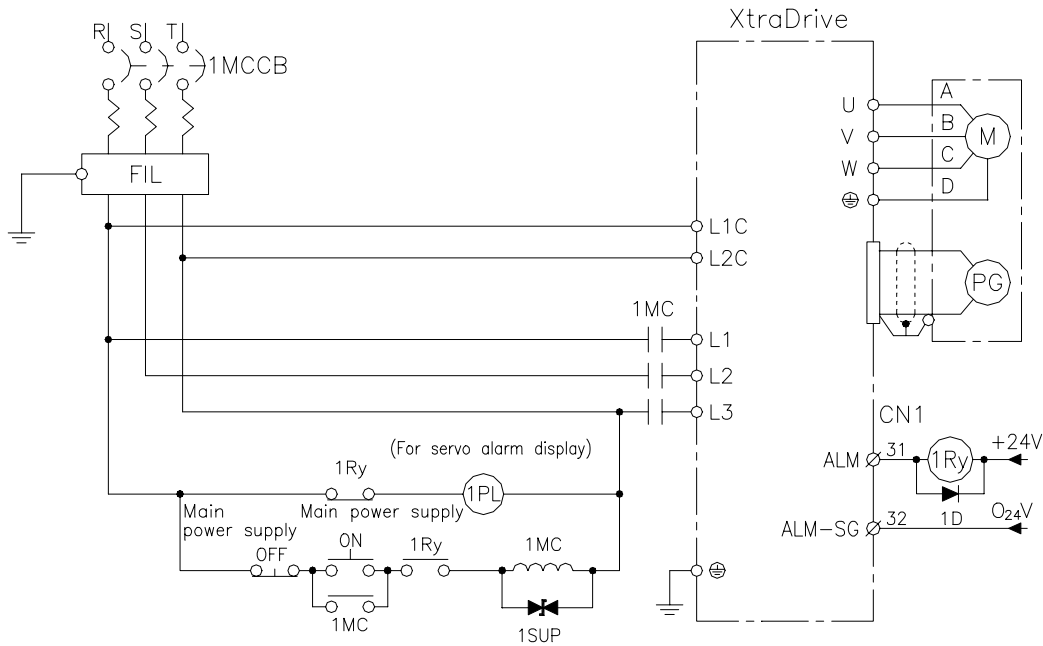 XtraDrive
R S T
1MCCB
FIL
U
V
W
A
B
C
D
M
L1C
L2C
PG
1MC
L1
L2
L3
CN1
(For servo alarm display)
1Ry
1PL
ALM
31
1Ry
+24V
1D
Main
power supply
Main power supply
OFF
ON
1Ry
1MC
ALM-SG
32
O24V
1MC
1SUP